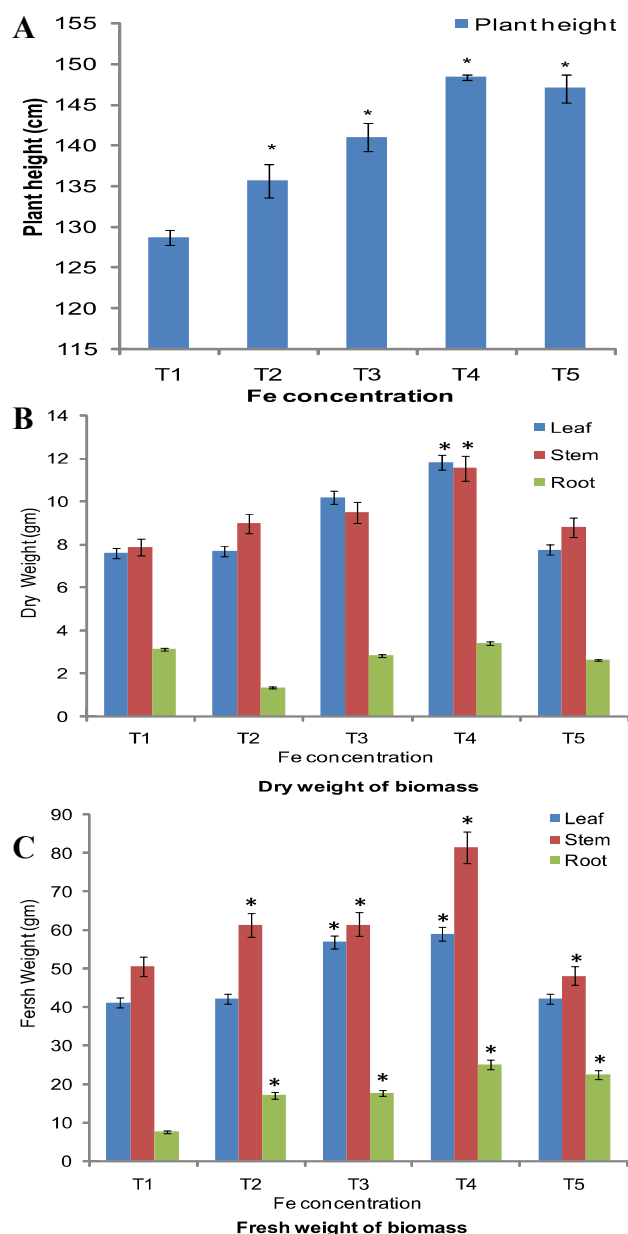 A
Plant height
155
150
145
140
135
130
125
120
115
Plant height (cm)
T1 T2 T3 T4 T5
* * * *
Fe concentration
B
Leaf
Stem
Root
14
12
10
8
6
4
2
0
Dry Weight (gm)
* *
T1 T2 T3 T4 T5
Fe concentration
Dry weight of biomass
C
Leaf
Stem
Root
90
80
70
60
50
40
30
20
10
0
Fersh Weight (gm)
* * * * * * * * * *
T1 T2 T3 T4 T5
Fe concentration
Fresh weight of biomass